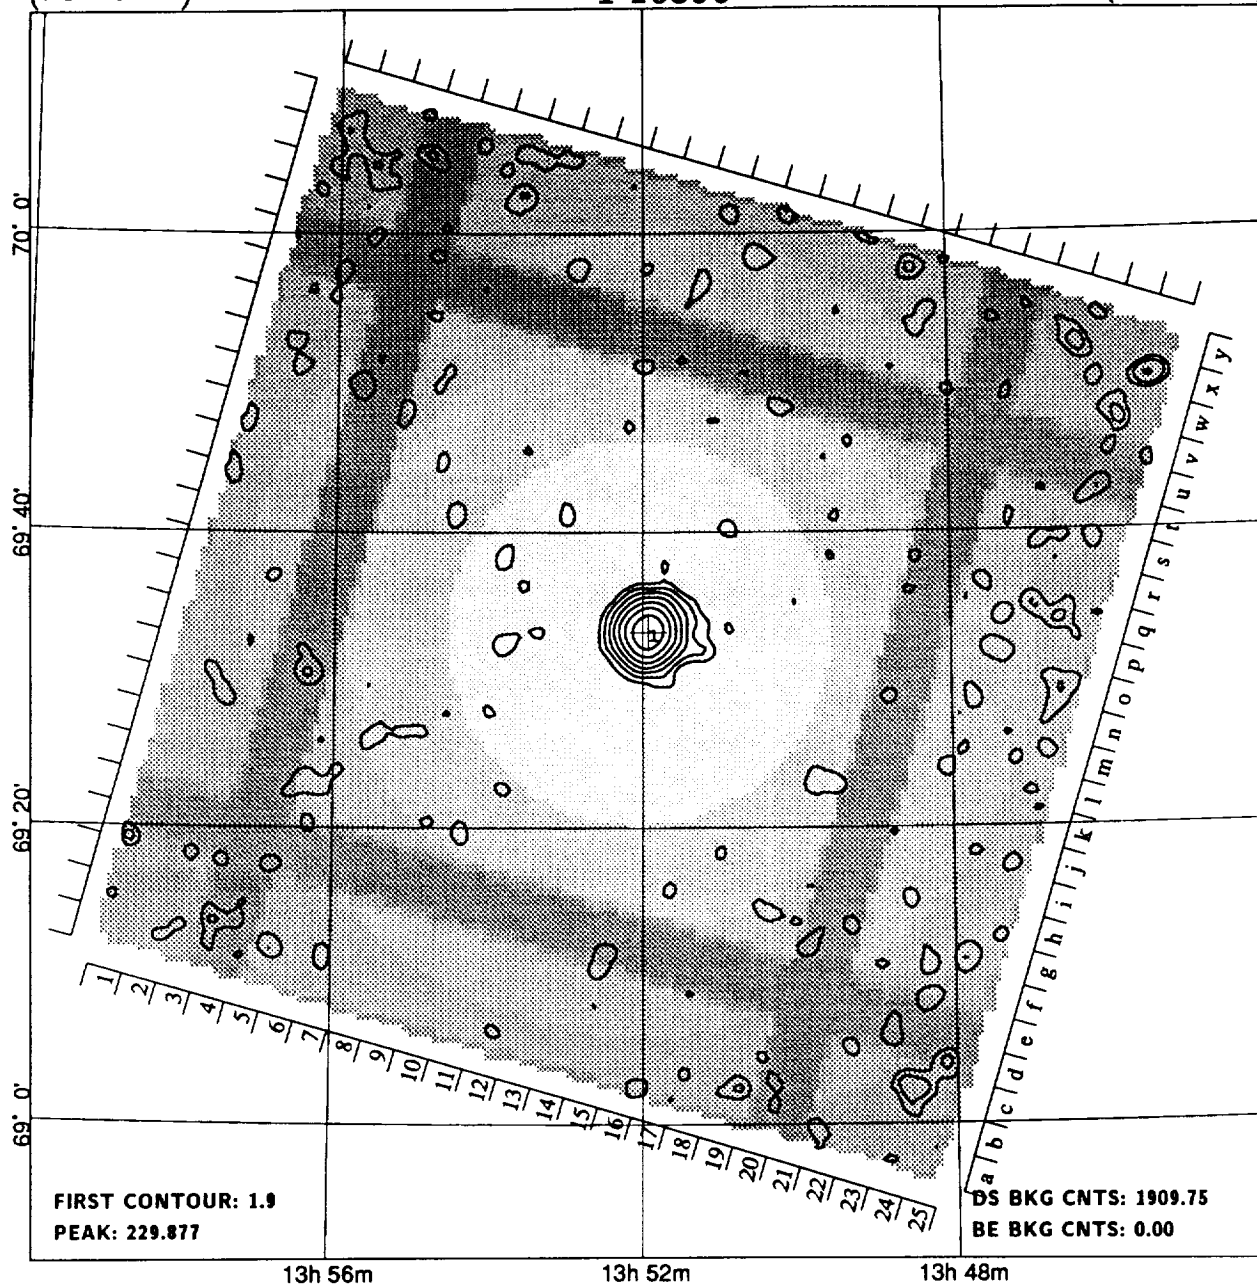 70° 0'
69° 40'
69° 20'
69° 0'
y
x
w
v
u
t
s
r
q
p
o
n
m
l
k
j
i
h
g
f
e
d
c
b
a
1 2 3 4 5 6 7 8 9 10 11 12 13 14 15 16 17 18 19 20 21 22 23 24 25
FIRST CONTOUR: 1.9
PEAK: 229.877
DS BKG CNTS: 1909.75
BE BKG CNTS: 0.00
13h 56m 13h 52m 13h 48m